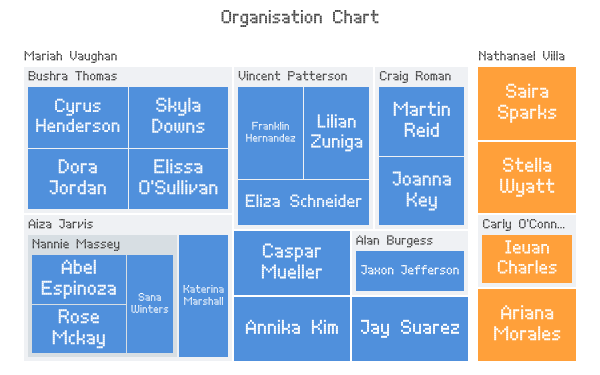 Organisation Chart
Mariah Vaughan
Bushra Thomas
Cyrus
Henderson
Skyla
Downs
Dora
Jordan
Elissa
O'Sullivan
Vincent Patterson
Franklin
Hernandez
Lilian
Zuniga
Eliza Schneider
Craig Roman
Martin
Reid
Joanna
Key
Aiza Jarvis
Nannie Massey
Abel
Espinoza
Rose
Mckay
Sana
Winters
Katerina
Marshall
Caspar
Mueller
Alan Burgess
Jaxon Jefferson
Annika Kim
Jay Suarez
Nathanael Villa
Saira
Sparks
Stella
Wyatt
Carly O'Conn...
Ieuan
Charles
Ariana
Morales